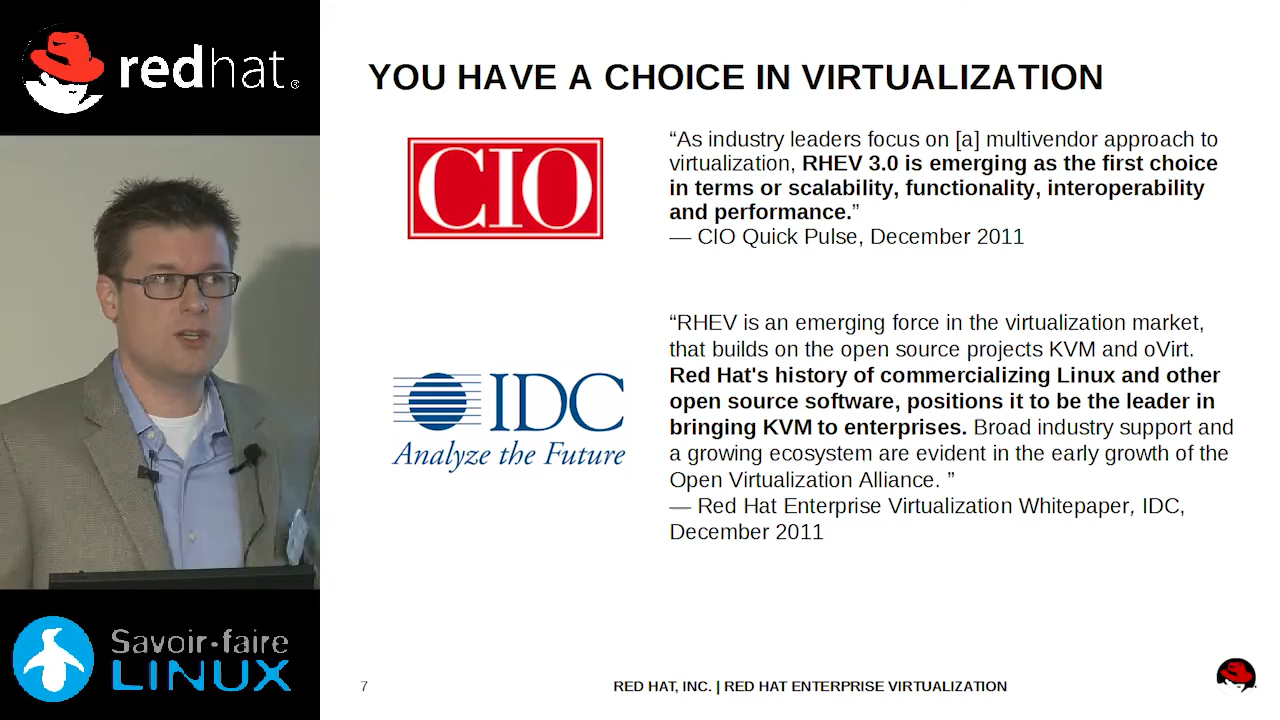 redhat®
YOU HAVE A CHOICE IN VIRTUALIZATION
CIO
“As industry leaders focus on [a] multivendor approach to
virtualization, RHEV 3.0 is emerging as the first choice
in terms or scalability, functionality, interoperability
and performance.”
— CIO Quick Pulse, December 2011
IDC
Analyze the Future
“RHEV is an emerging force in the virtualization market,
that builds on the open source projects KVM and oVirt.
Red Hat's history of commercializing Linux and other
open source software, positions it to be the leader in
bringing KVM to enterprises. Broad industry support and
a growing ecosystem are evident in the early growth of the
Open Virtualization Alliance. ”
— Red Hat Enterprise Virtualization Whitepaper, IDC,
December 2011
Savoir-faire
LINUX
7
RED HAT, INC. | RED HAT ENTERPRISE VIRTUALIZATION